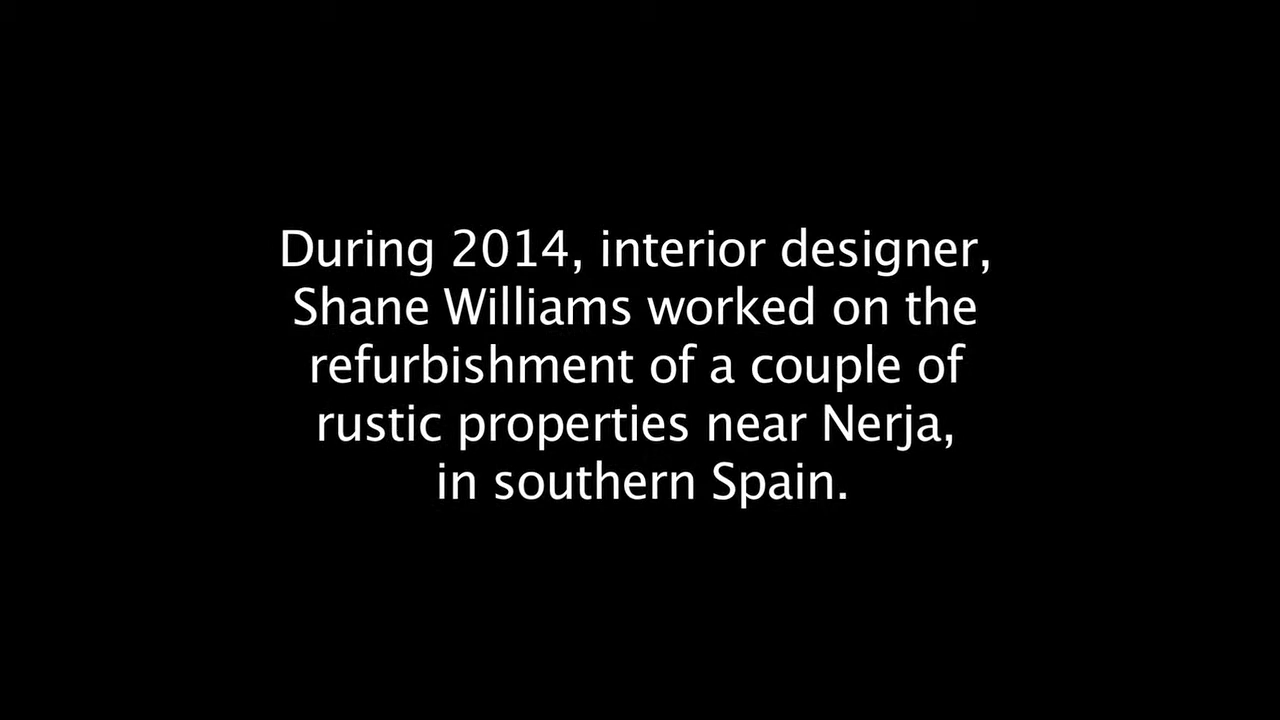 During 2014, interior designer,
Shane Williams worked on the
refurbishment of a couple of
rustic properties near Nerja,
in southern Spain.